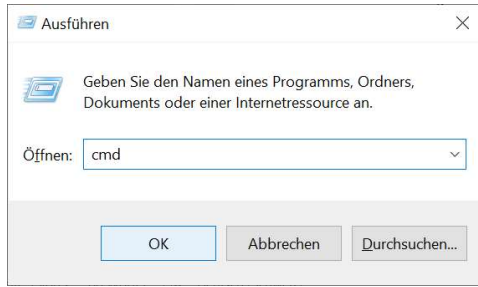 Ausführen
Geben Sie den Namen eines Programms, Ordners,
Dokuments oder einer Internetressource an.
Öffnen: cmd
OK Abbrechen Durchsuchen...